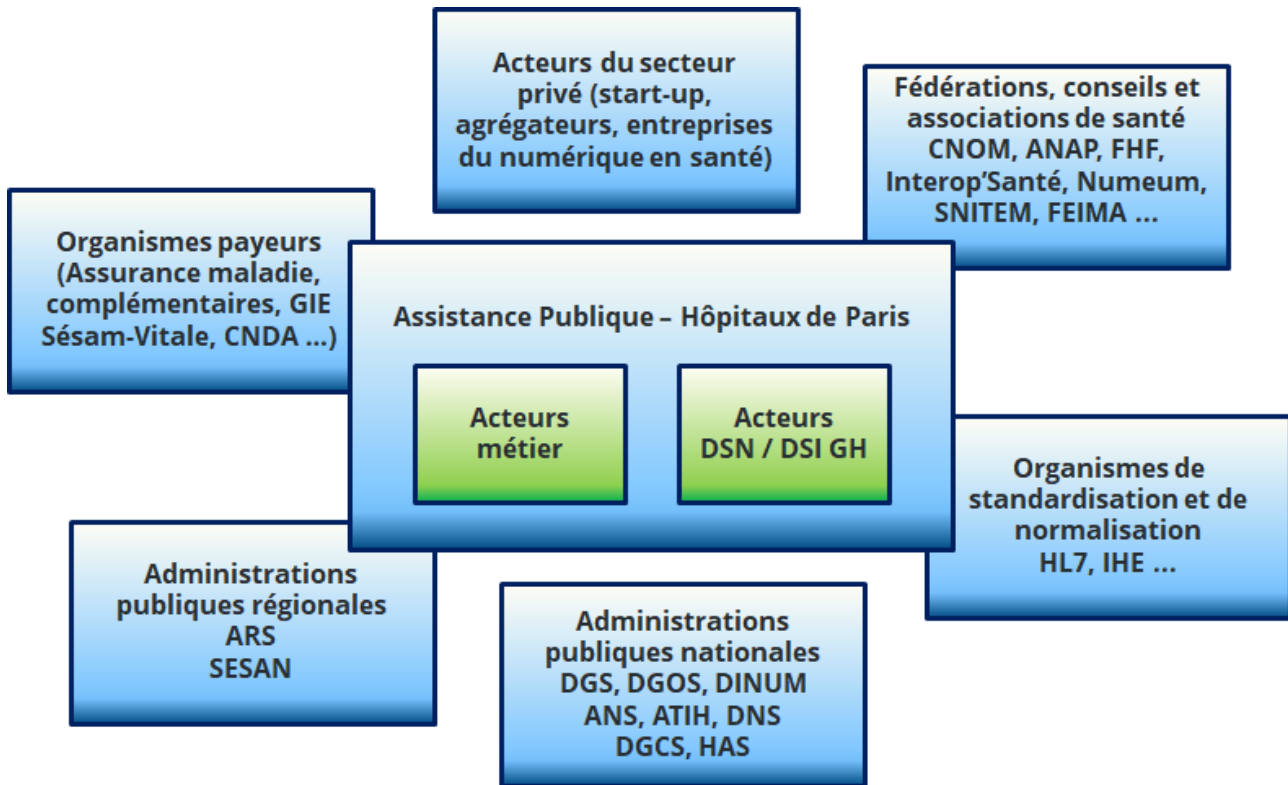 Acteurs du secteur
privé (start-up,
agrégateurs, entreprises
du numérique en santé)
Fédérations, conseils et
associations de santé
CNOM, ANAP, FHF,
Interop’Santé, Numeum,
SNITEM, FEIMA ...
Organismes payeurs
(Assurance maladie,
complémentaires, GIE
Sésam-Vitale, CNDA ...)
Assistance Publique – Hôpitaux de Paris
Acteurs
métier
Acteurs
DSN / DSI GH
Organismes de
standardisation et de
normalisation
HL7, IHE ...
Administrations
publiques régionales
ARS
SESAN
Administrations
publiques nationales
DGS, DGOS, DINUM
ANS, ATIH, DNS
DGCS, HAS